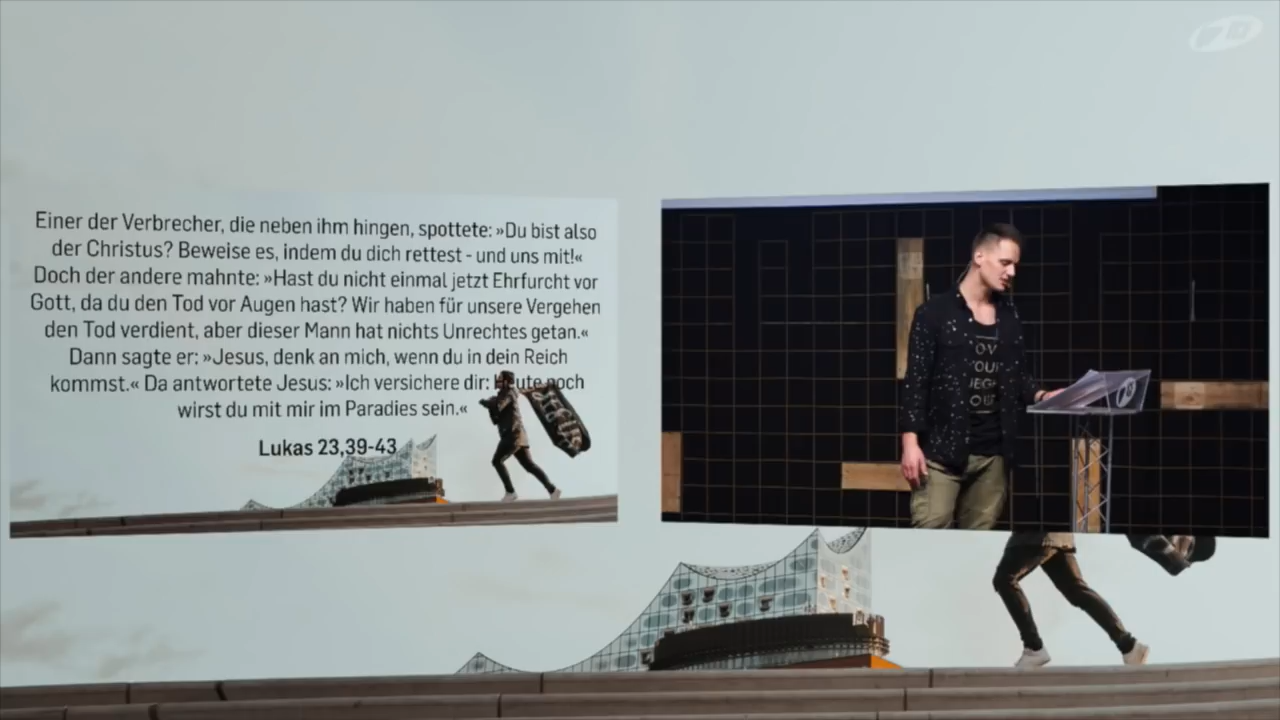 Einer der Verbrecher, die neben ihm hingen, spottete: »Du bist also
der Christus? Beweise es, indem du dich rettest - und uns mit!«
Doch der andere mahnte: »Hast du nicht einmal jetzt Ehrfurcht vor
Gott, da du den Tod vor Augen hast? Wir haben für unsere Vergehen
den Tod verdient, aber dieser Mann hat nichts Unrechtes getan.«
Dann sagte er: »Jesus, denk an mich, wenn du in dein Reich
kommst.« Da antwortete Jesus: »Ich versichere dir: Heute noch
wirst du mit mir im Paradies sein.«
Lukas 23,39-43
JESUS